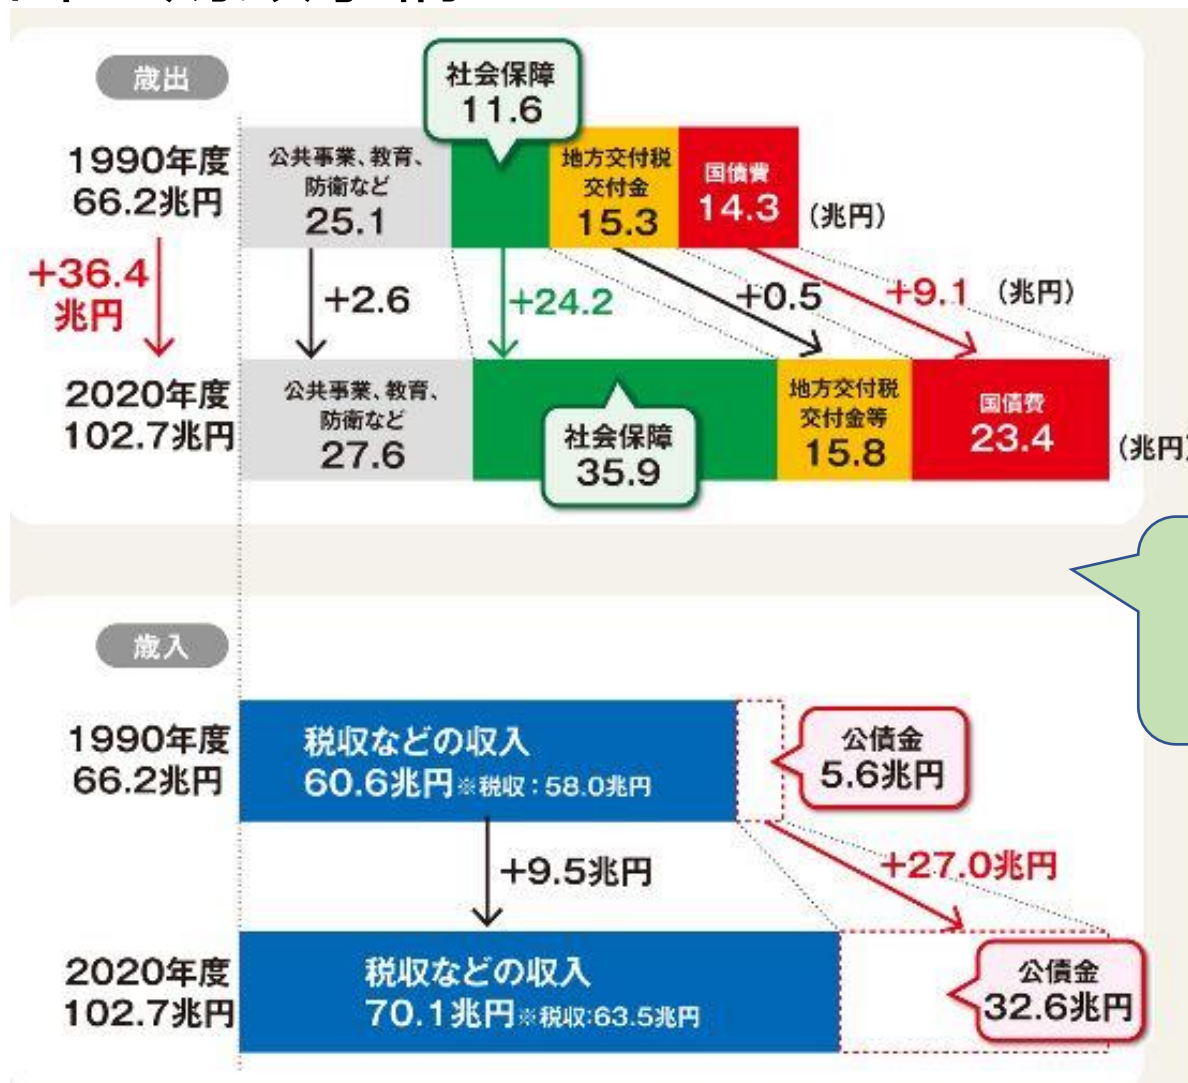 歳出
社会保障
11.6
1990年度
66.2兆円
公共事業、教育、
防衛など
25.1
地方交付税
交付金
15.3
国債費
14.3
(兆円)
+36.4
兆円
+2.6
+24.2
+0.5
+9.1
(兆円)
2020年度
102.7兆円
公共事業、教育、
防衛など
27.6
社会保障
35.9
地方交付税
交付金等
15.8
国債費
23.4
(兆円)
歳入
1990年度
66.2兆円
税収などの収入
60.6兆円※税収:58.0兆円
公債金
5.6兆円
+9.5兆円
+27.0兆円
2020年度
102.7兆円
税収などの収入
70.1兆円※税収:63.5兆円
公債金
32.6兆円